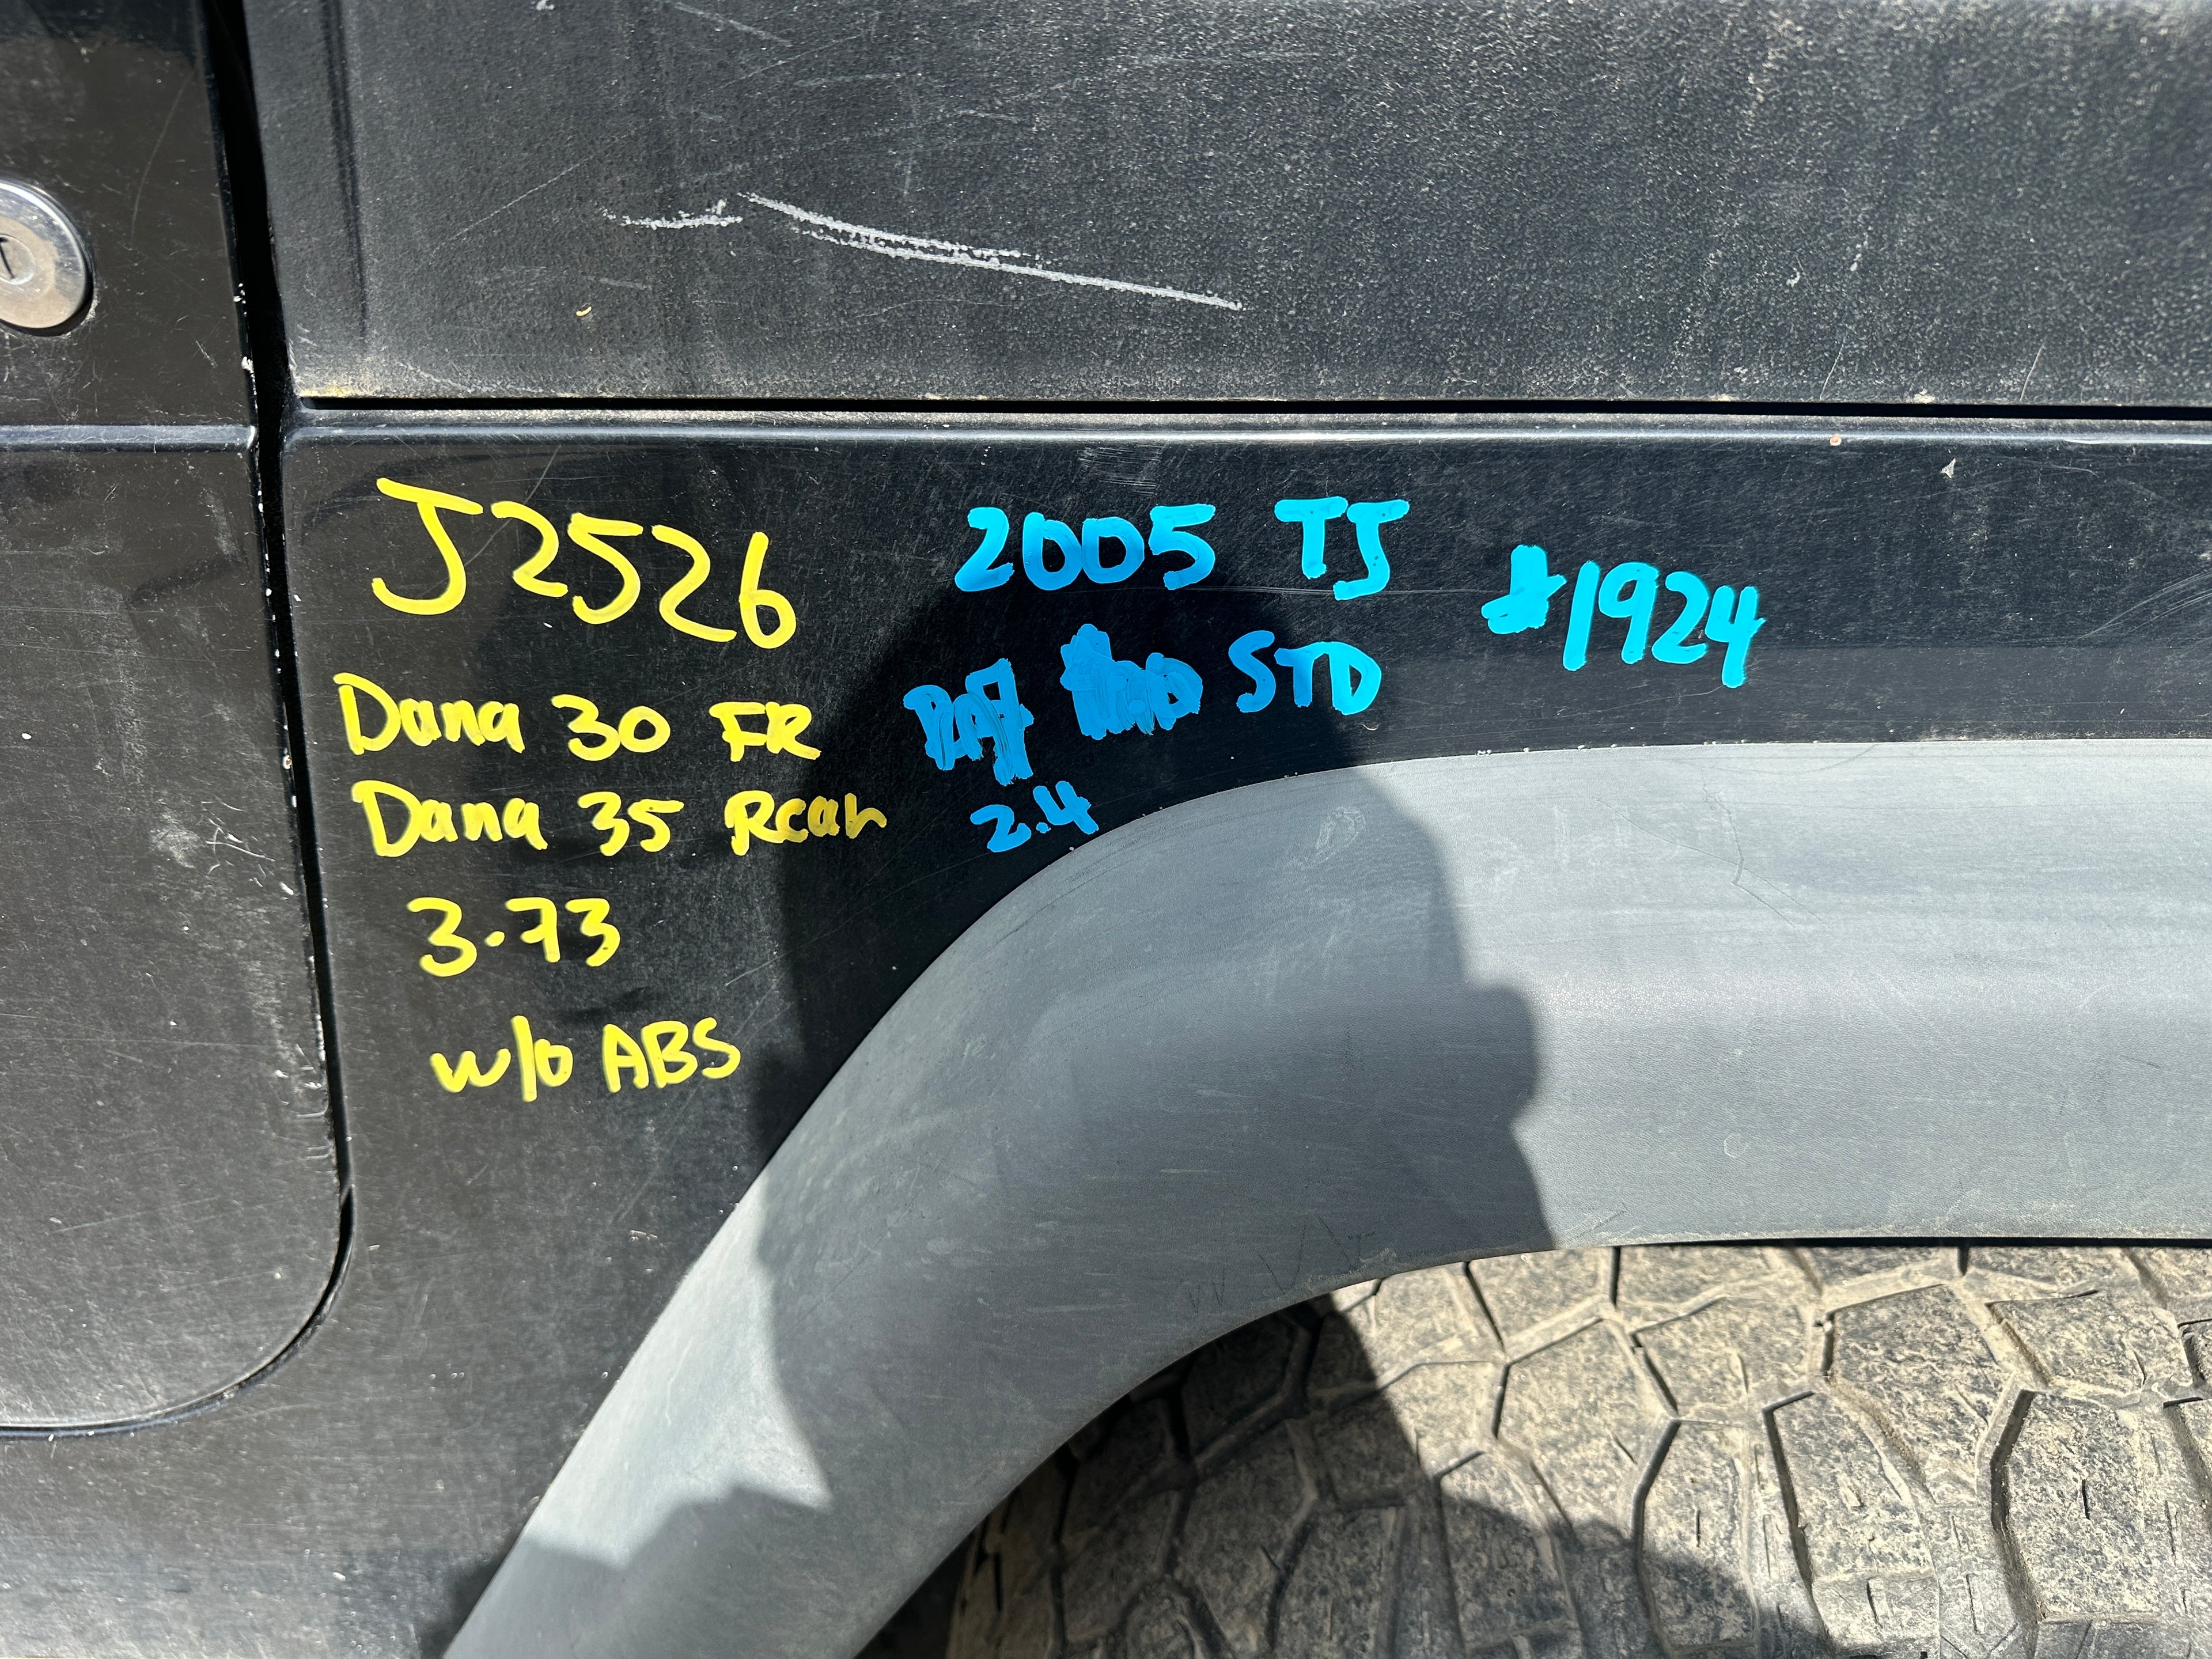 J2526
Dana 30 FR
Dana 35 Rear
3.73
w/o ABS
2005 TJ
STD
2.4
#1924